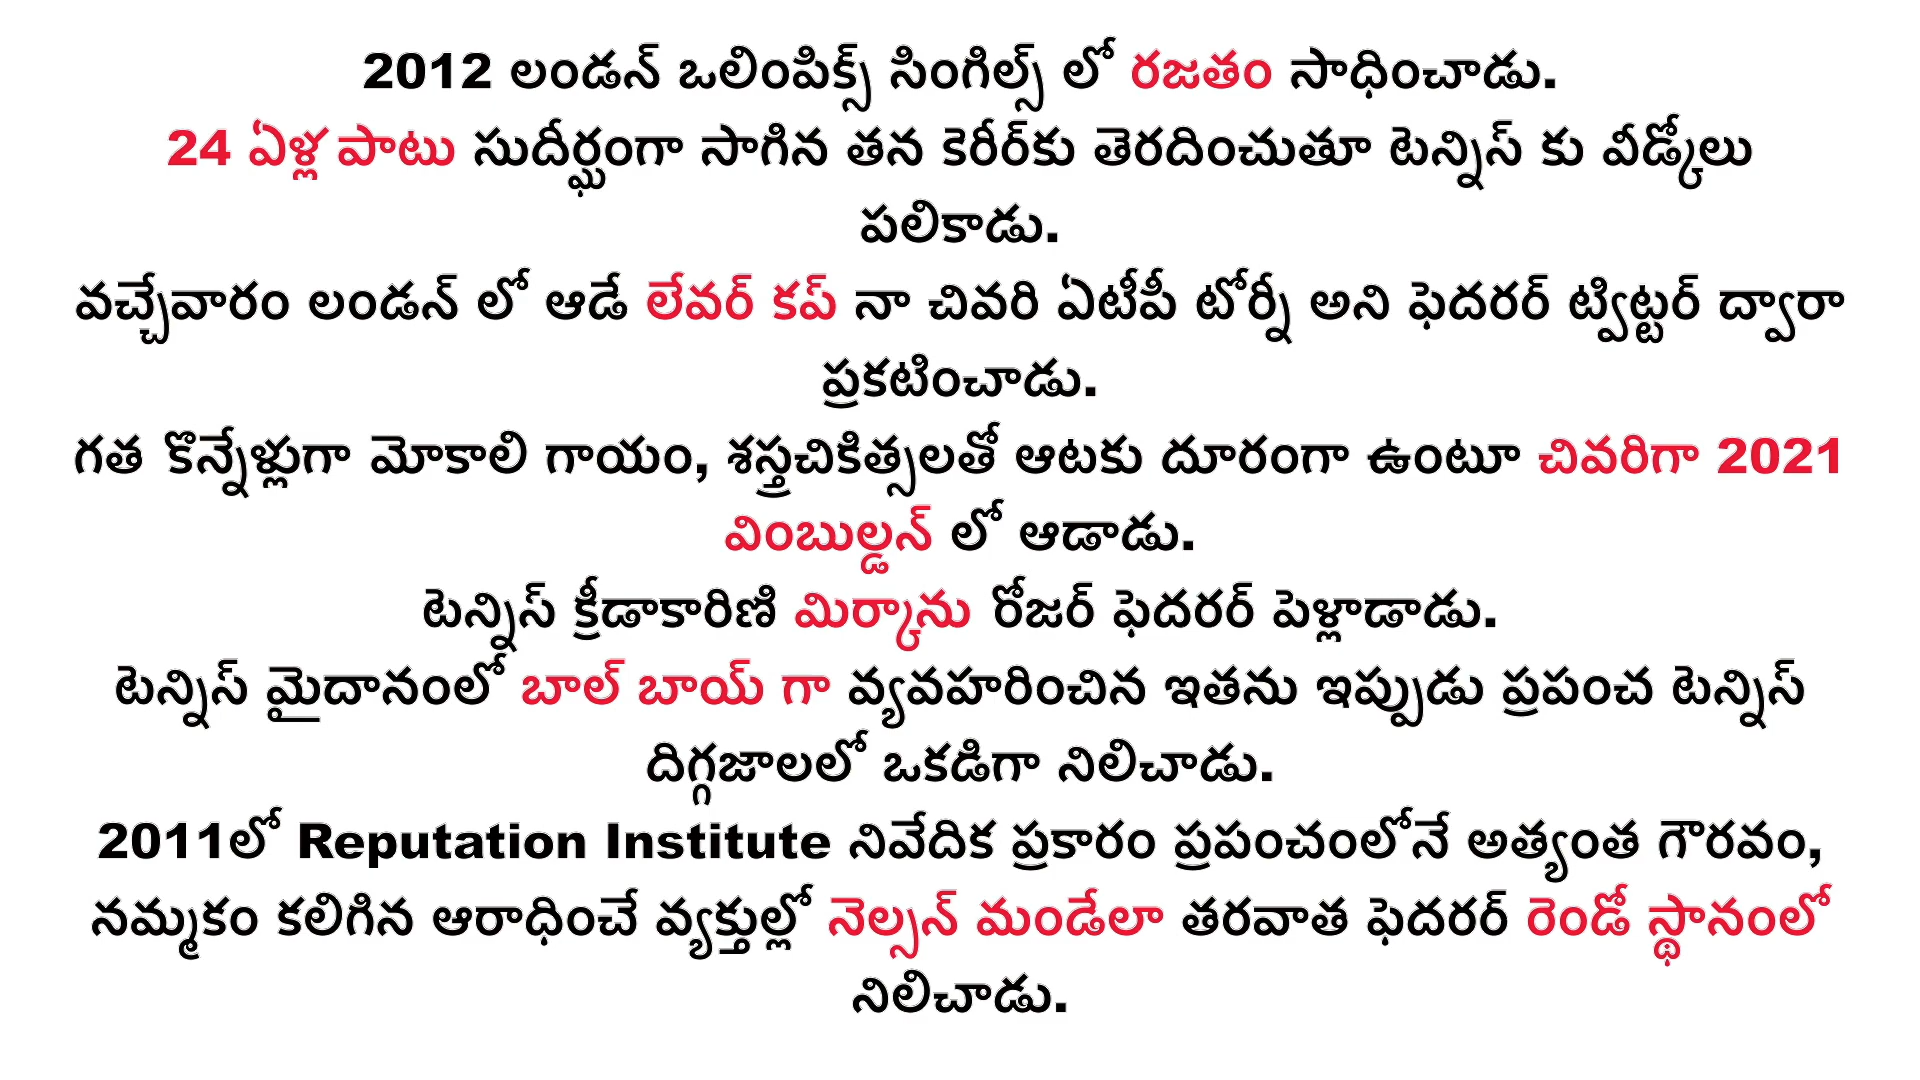 2012 లండన్ ఒలింపిక్స్ సింగిల్స్ లో రజతం సాధించాడు.
24 ఏళ్ల పాటు సుదీర్ఘంగా సాగిన తన కెరీర్‌కు తెరదించుతూ టెన్నిస్ కు వీడ్కోలు
పలికాడు.
వచ్చేవారం లండన్ లో ఆడే లేవర్ కప్ నా చివరి ఏటీపీ టోర్నీ అని ఫెదరర్ ట్విట్టర్ ద్వారా
ప్రకటించాడు.
గత కొన్నేళ్లుగా మోకాలి గాయం, శస్త్రచికిత్సలతో ఆటకు దూరంగా ఉంటూ చివరిగా 2021
వింబుల్డన్ లో ఆడాడు.
టెన్నిస్ క్రీడాకారిణి మిర్కాను రోజర్ ఫెదరర్ పెళ్లాడాడు.
టెన్నిస్ మైదానంలో బాల్ బాయ్ గా వ్యవహరించిన ఇతను ఇప్పుడు ప్రపంచ టెన్నిస్
దిగ్గజాలలో ఒకడిగా నిలిచాడు.
2011లో Reputation Institute నివేదిక ప్రకారం ప్రపంచంలోనే అత్యంత గౌరవం,
నమ్మకం కలిగిన ఆరాధించే వ్యక్తుల్లో నెల్సన్ మండేలా తరవాత ఫెదరర్ రెండో స్థానంలో
నిలిచాడు.